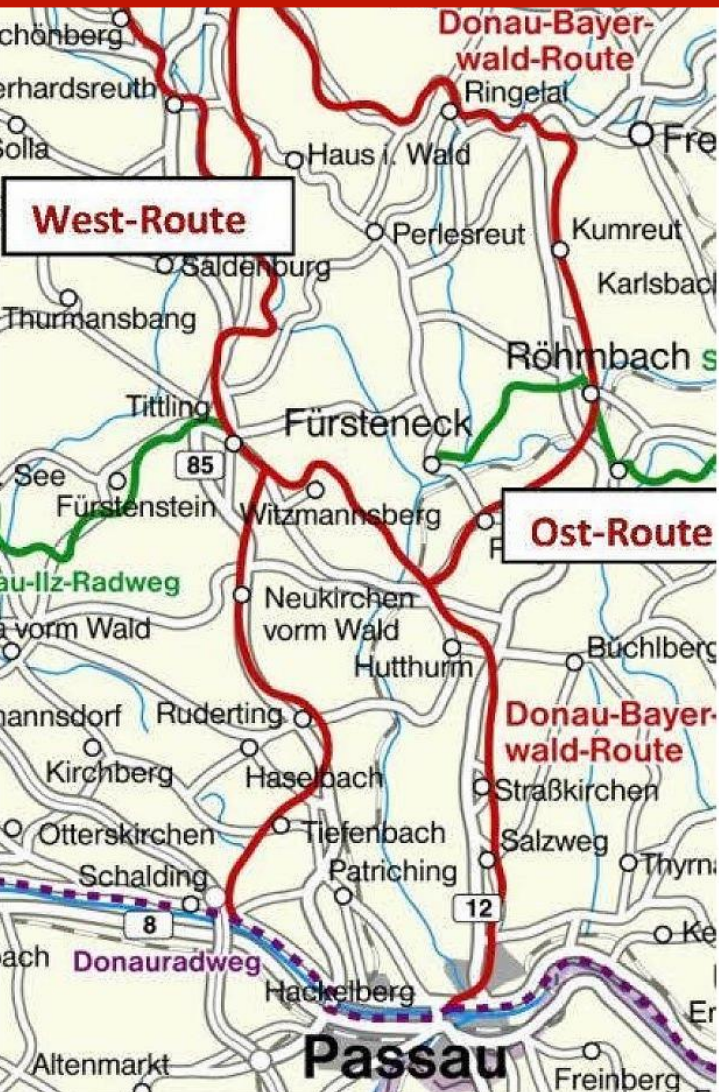 Donau-Bayer-
wald-Route
chönberg
erhardsreuth
Ringelai
Fre
olla
Haus i. Wald
West-Route
Perlesreut
Kumreut
Saldenburg
Karlsbac
Thurmansbang
Röhrnbach
Tittling
Fürsteneck
85
See
Fürstenstein
Witzmannsberg
Ost-Route
au-Ilz-Radweg
Neukirchen
vorm Wald
a vorm Wald
Hutthurm
Büchlberg
annsdorf
Ruderting
Donau-Bayer-
wald-Route
Kirchberg
Haselbach
Straßkirchen
Otterskirchen
Tiefenbach
Salzweg
Schalding
Patriching
Thyrna
12
8
Ke
ach
Donauradweg
Hackelberg
Er
Passau
Altenmarkt
Freinberg